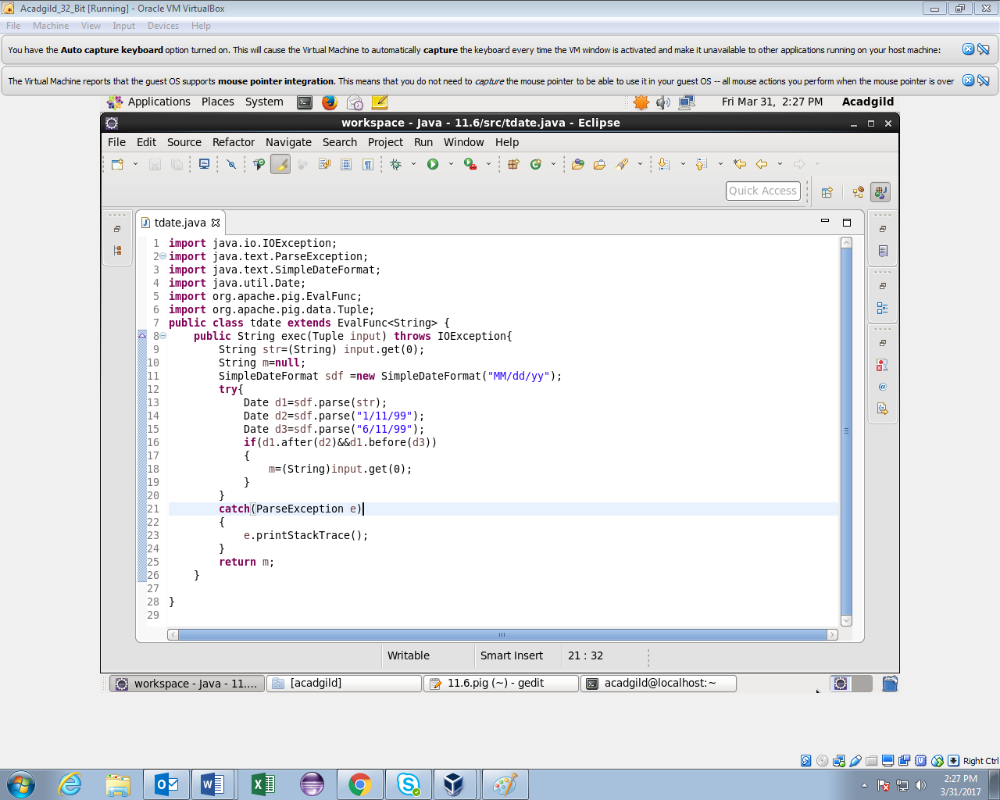 Acadgild_32_Bit [Running] - Oracle VM VirtualBox
File Machine View Input Devices Help
You have the Auto capture keyboard option turned on. This will cause the Virtual Machine to automatically capture the keyboard every time the VM window is activated and make it unavailable to other applications running on your host machine:
The Virtual Machine reports that the guest OS supports mouse pointer integration. This means that you do not need to capture the mouse pointer to be able to use it in your guest OS -- all mouse actions you perform when the mouse pointer is over
Applications Places System Fri Mar 31, 2:27 PM Acadgild
workspace - Java - 11.6/src/tdate.java - Eclipse
File Edit Source Refactor Navigate Search Project Run Window Help
Quick Access
tdate.java
1 import java.io.IOException;
2 import java.text.ParseException;
3 import java.text.SimpleDateFormat;
4 import java.util.Date;
5 import org.apache.pig.EvalFunc;
6 import org.apache.pig.data.Tuple;
7 public class tdate extends EvalFunc<String> {
8 public String exec(Tuple input) throws IOException{
9 String str=(String) input.get(0);
10 String m=null;
11 SimpleDateFormat sdf =new SimpleDateFormat("MM/dd/yy");
12 try{
13 Date d1=sdf.parse(str);
14 Date d2=sdf.parse("1/11/99");
15 Date d3=sdf.parse("6/11/99");
16 if(d1.after(d2)&&d1.before(d3))
17 {
18 m=(String)input.get(0);
19 }
20 }
21 catch(ParseException e)
22 {
23 e.printStackTrace();
24 }
25 return m;
26 }
27
28 }
29
Writable Smart Insert 21 : 32
workspace - Java - 11.... [acadgild] 11.6.pig (~) - gedit acadgild@localhost:~
Right Ctrl
2:27 PM
3/31/2017